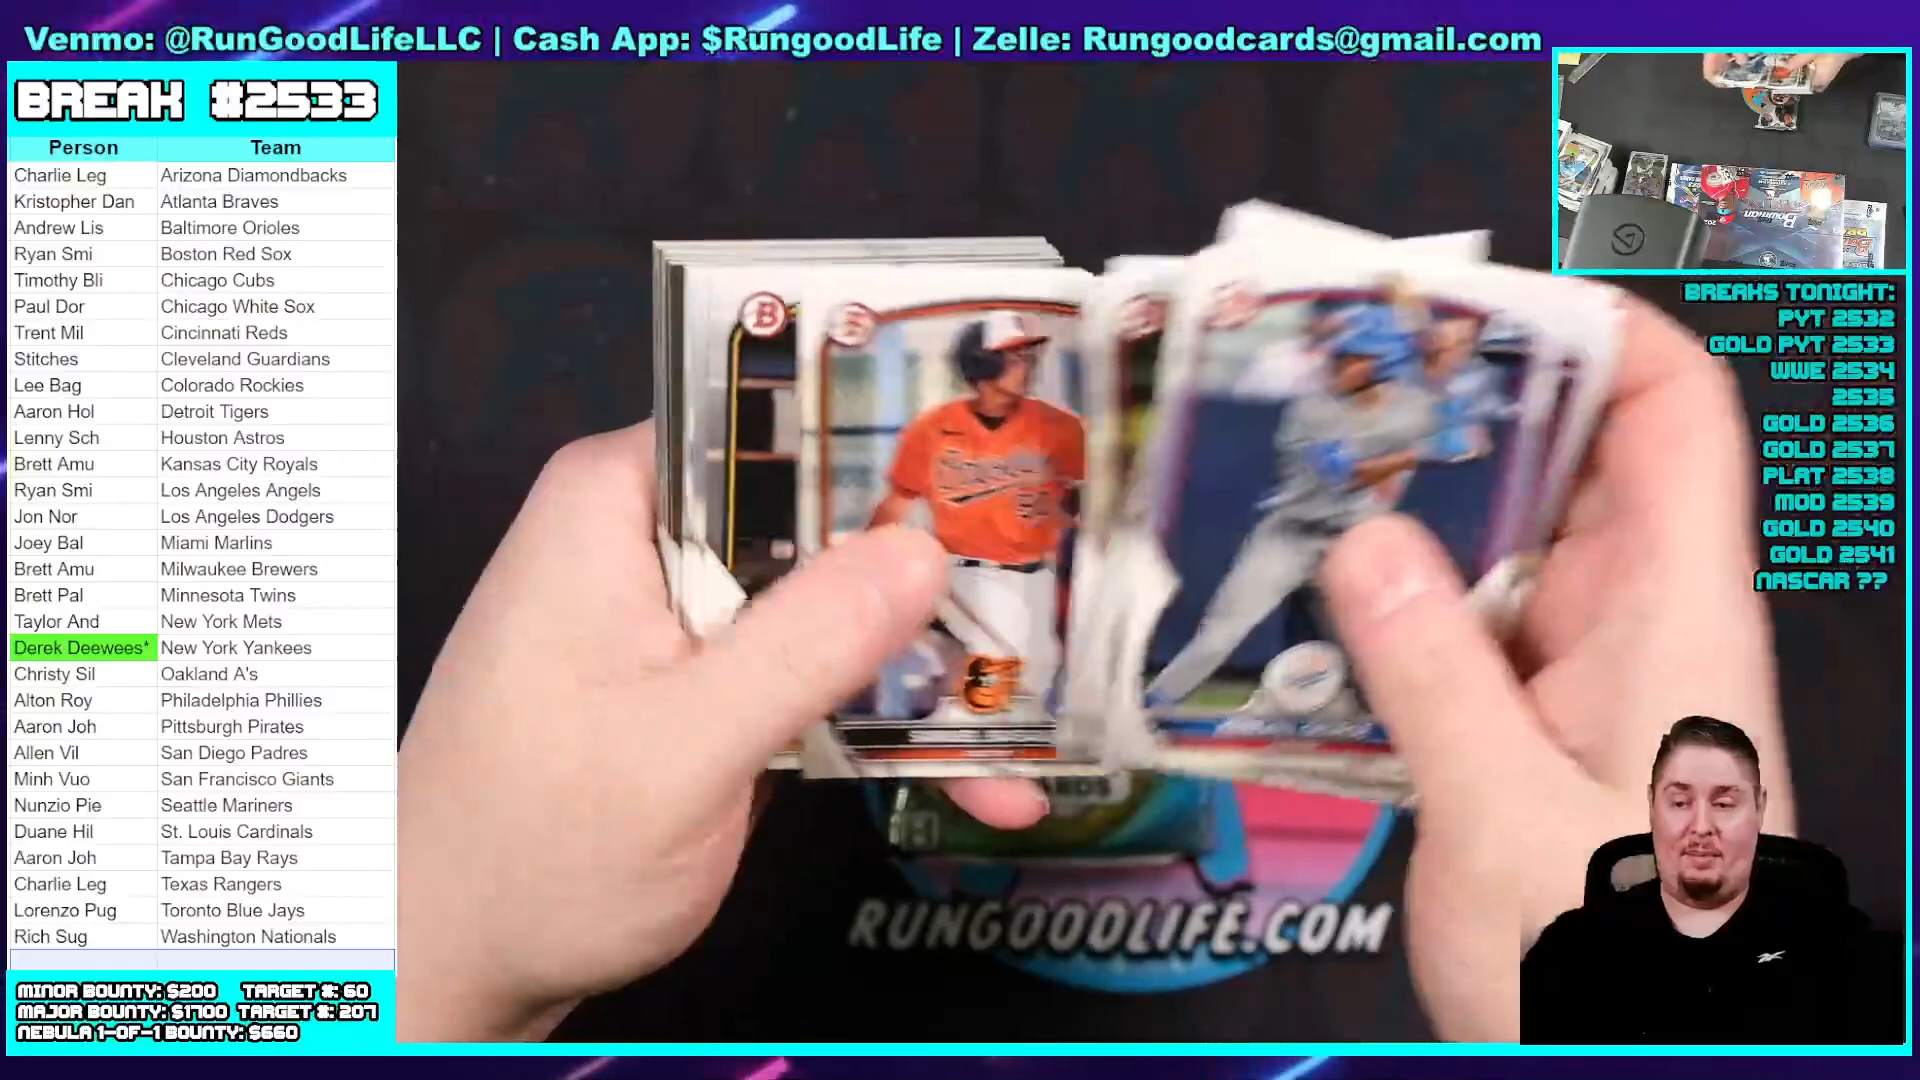 Venmo: @RunGoodLifeLLC | Cash App: $RungoodLife | Zelle: Rungoodcards@gmail.com
BREAK #2533
Person Team
Charlie Leg Arizona Diamondbacks
Kristopher Dan Atlanta Braves
Andrew Lis Baltimore Orioles
Ryan Smi Boston Red Sox
Timothy Bli Chicago Cubs
Paul Dor Chicago White Sox
Trent Mil Cincinnati Reds
Stitches Cleveland Guardians
Lee Bag Colorado Rockies
Aaron Hol Detroit Tigers
Lenny Sch Houston Astros
Brett Amu Kansas City Royals
Ryan Smi Los Angeles Angels
Jon Nor Los Angeles Dodgers
Joey Bal Miami Marlins
Brett Amu Milwaukee Brewers
Brett Pal Minnesota Twins
Taylor And New York Mets
Derek Deewees* New York Yankees
Christy Sil Oakland A's
Alton Roy Philadelphia Phillies
Aaron Joh Pittsburgh Pirates
Allen Vil San Diego Padres
Minh Vuo San Francisco Giants
Nunzio Pie Seattle Mariners
Duane Hil St. Louis Cardinals
Aaron Joh Tampa Bay Rays
Charlie Leg Texas Rangers
Lorenzo Pug Toronto Blue Jays
Rich Sug Washington Nationals
MINOR BOUNTY: $200 TARGET #: 60
MAJOR BOUNTY: $1700 TARGET #: 207
NEBULA 1-OF-1 BOUNTY: $660
B
RUNGOODLIFE.COM
Bowman
BREAKS TONIGHT:
PYT 2532
GOLD PYT 2533
WWE 2534
2535
GOLD 2536
GOLD 2537
PLAT 2538
MOD 2539
GOLD 2540
GOLD 2541
NASCAR ??